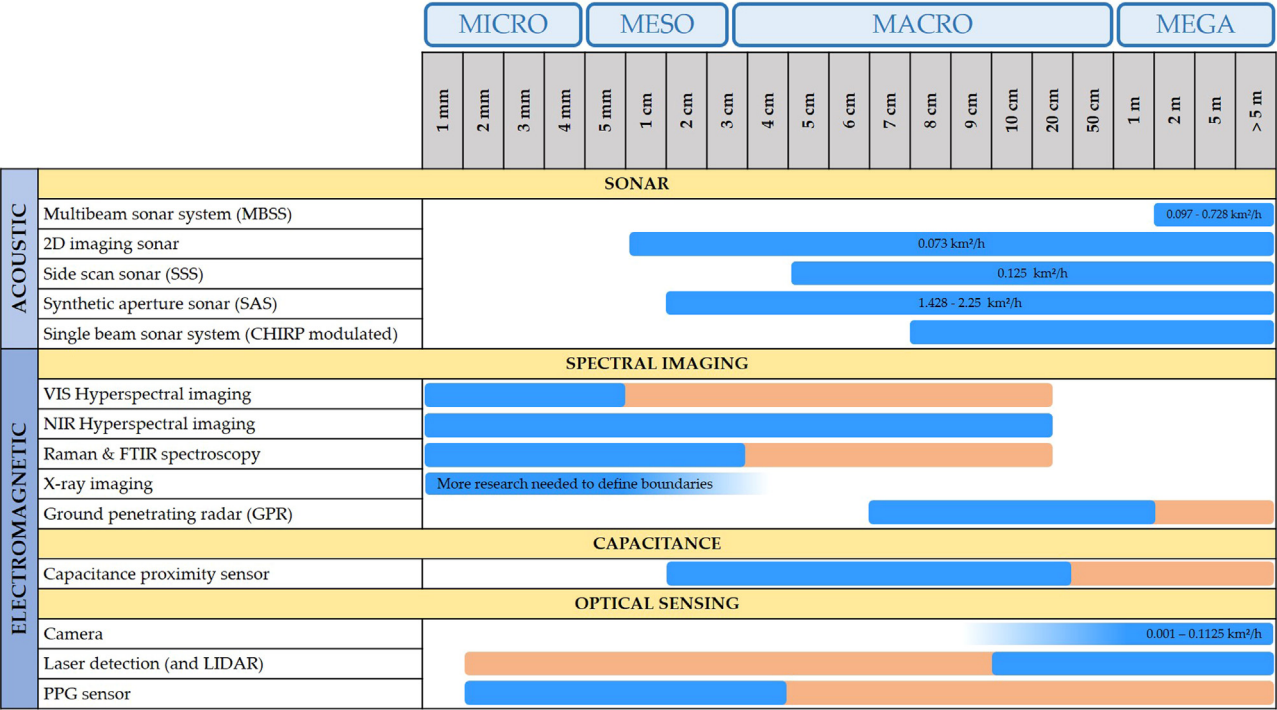 MICRO MESO MACRO MEGA
1 mm 2 mm 3 mm 4 mm 5 mm 1 cm 2 cm 3 cm 4 cm 5 cm 6 cm 7 cm 8 cm 9 cm 10 cm 20 cm 50 cm 1 m 2 m 5 m > 5 m
ACOUSTIC
SONAR
Multibeam sonar system (MBSS) 0.097 - 0.728 km²/h
2D imaging sonar 0.073 km²/h
Side scan sonar (SSS) 0.125 km²/h
Synthetic aperture sonar (SAS) 1.428 - 2.25 km²/h
Single beam sonar system (CHIRP modulated)
ELECTROMAGNETIC
SPECTRAL IMAGING
VIS Hyperspectral imaging
NIR Hyperspectral imaging
Raman & FTIR spectroscopy
X-ray imaging More research needed to define boundaries
Ground penetrating radar (GPR)
CAPACITANCE
Capacitance proximity sensor
OPTICAL SENSING
Camera 0.001 – 0.1125 km²/h
Laser detection (and LIDAR)
PPG sensor